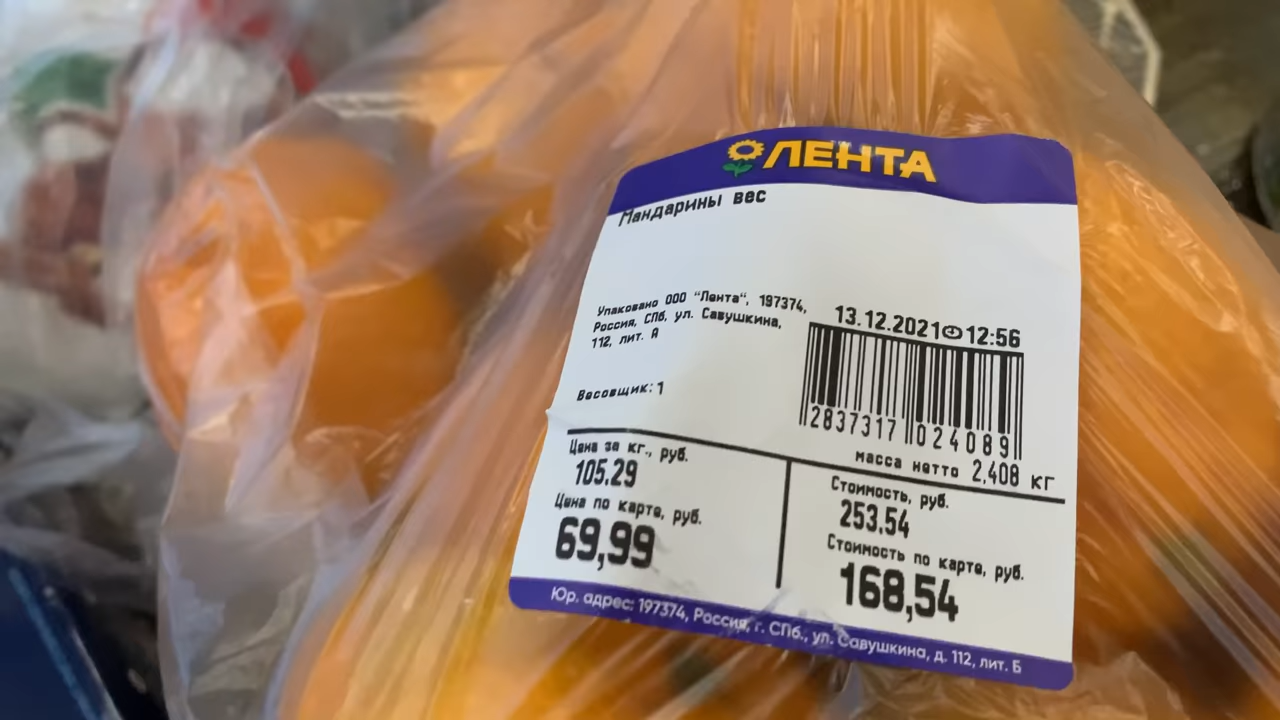 ЛЕНТА
Мандарины вес
Упаковано ООО "Лента", 197374,
Россия, СПб, ул. Савушкина,
112, лит. А
13.12.2021 12:56
Весовщик: 1
2837317 024089
масса нетто 2,408 кг
Цена за кг., руб.
105.29
Цена по карте, руб.
69,99
Стоимость, руб.
253.54
Стоимость по карте, руб.
168,54
Юр. адрес: 197374, Россия, г. СПб., ул. Савушкина, д. 112, лит. Б